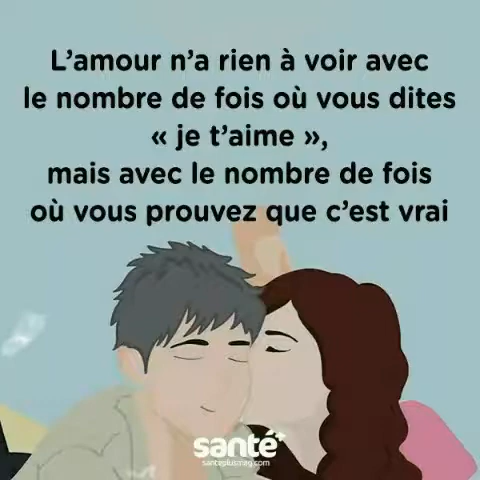 L’amour n’a rien à voir avec
le nombre de fois où vous dites
« je t’aime »,
mais avec le nombre de fois
où vous prouvez que c’est vrai
santé+
santeplusmag.com